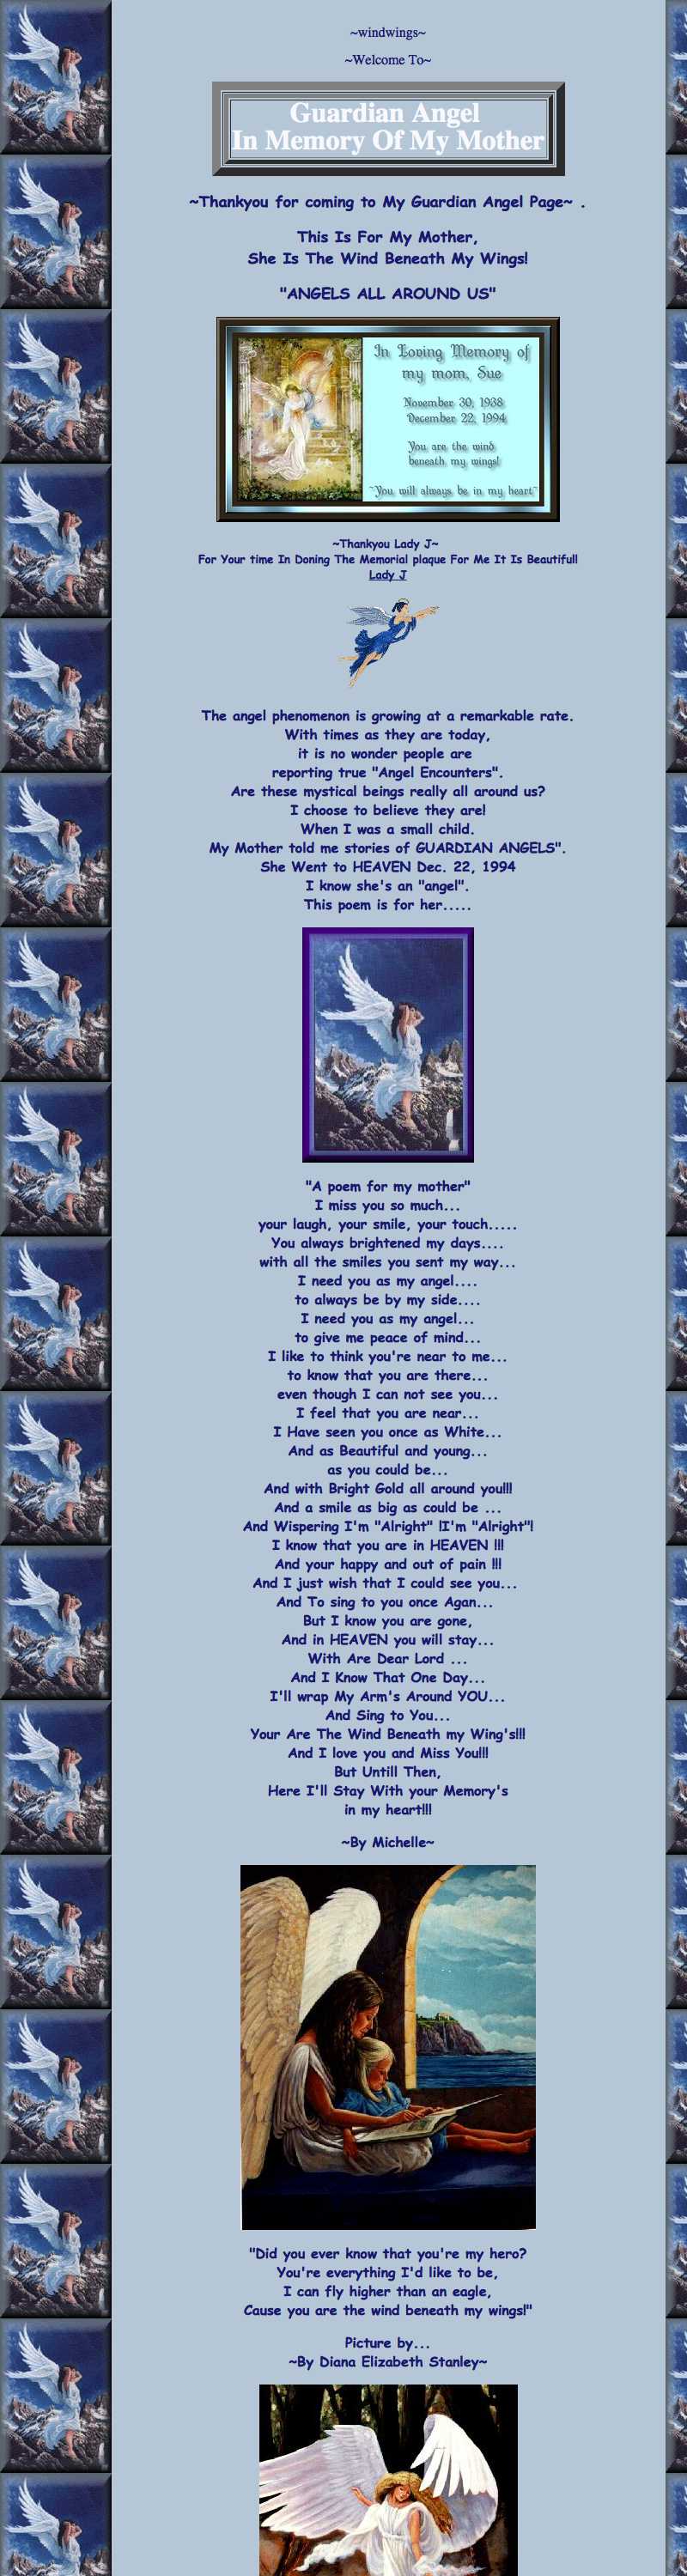 ~windwings~
~Welcome To~
Guardian Angel
In Memory Of My Mother
~Thankyou for coming to My Guardian Angel Page~ .
This Is For My Mother,
She Is The Wind Beneath My Wings!
"ANGELS ALL AROUND US"
In Loving Memory of
my mom, Sue
November 30, 1938
December 22, 1994
You are the wind
beneath my wings!
~You will always be in my heart~
~Thankyou Lady J~
For Your time In Doning The Memorial plaque For Me It Is Beautiful!
Lady J
The angel phenomenon is growing at a remarkable rate.
With times as they are today,
it is no wonder people are
reporting true "Angel Encounters".
Are these mystical beings really all around us?
I choose to believe they are!
When I was a small child.
My Mother told me stories of GUARDIAN ANGELS".
She Went to HEAVEN Dec. 22, 1994
I know she's an "angel".
This poem is for her.....
"A poem for my mother"
I miss you so much...
your laugh, your smile, your touch.....
You always brightened my days....
with all the smiles you sent my way...
I need you as my angel....
to always be by my side....
I need you as my angel...
to give me peace of mind...
I like to think you're near to me...
to know that you are there...
even though I can not see you...
I feel that you are near...
I Have seen you once as White...
And as Beautiful and young...
as you could be...
And with Bright Gold all around you!!!
And a smile as big as could be ...
And Wispering I'm "Alright" !I'm "Alright"!
I know that you are in HEAVEN !!!
And your happy and out of pain !!!
And I just wish that I could see you...
And To sing to you once Agan...
But I know you are gone,
And in HEAVEN you will stay...
With Are Dear Lord ...
And I Know That One Day...
I'll wrap My Arm's Around YOU...
And Sing to You...
Your Are The Wind Beneath my Wing's!!!
And I love you and Miss You!!!
But Untill Then,
Here I'll Stay With your Memory's
in my heart!!!
~By Michelle~
"Did you ever know that you're my hero?
You're everything I'd like to be,
I can fly higher than an eagle,
Cause you are the wind beneath my wings!"
Picture by...
~By Diana Elizabeth Stanley~